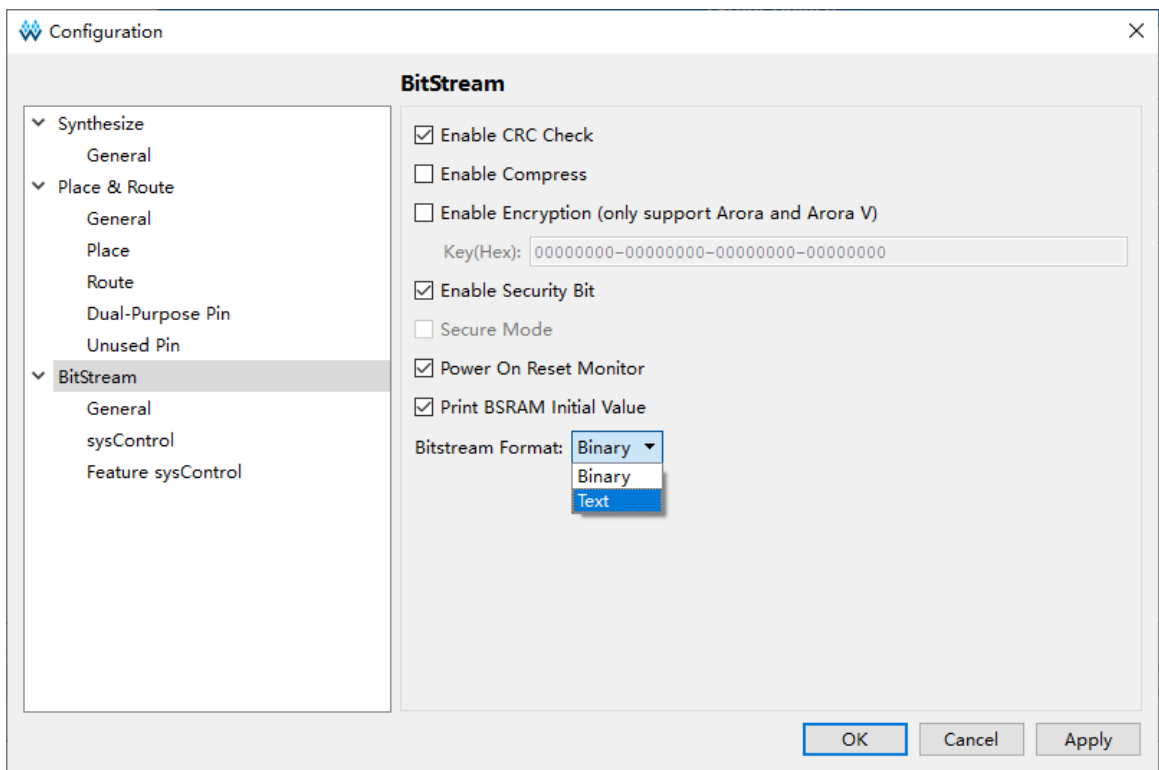 Configuration
BitStream
Synthesize
General
Place & Route
General
Place
Route
Dual-Purpose Pin
Unused Pin
BitStream
General
sysControl
Feature sysControl
Enable CRC Check
Enable Compress
Enable Encryption (only support Arora and Arora V)
Key(Hex): 00000000-00000000-00000000-00000000
Enable Security Bit
Secure Mode
Power On Reset Monitor
Print BSRAM Initial Value
Bitstream Format: Binary
Binary
Text
OK Cancel Apply